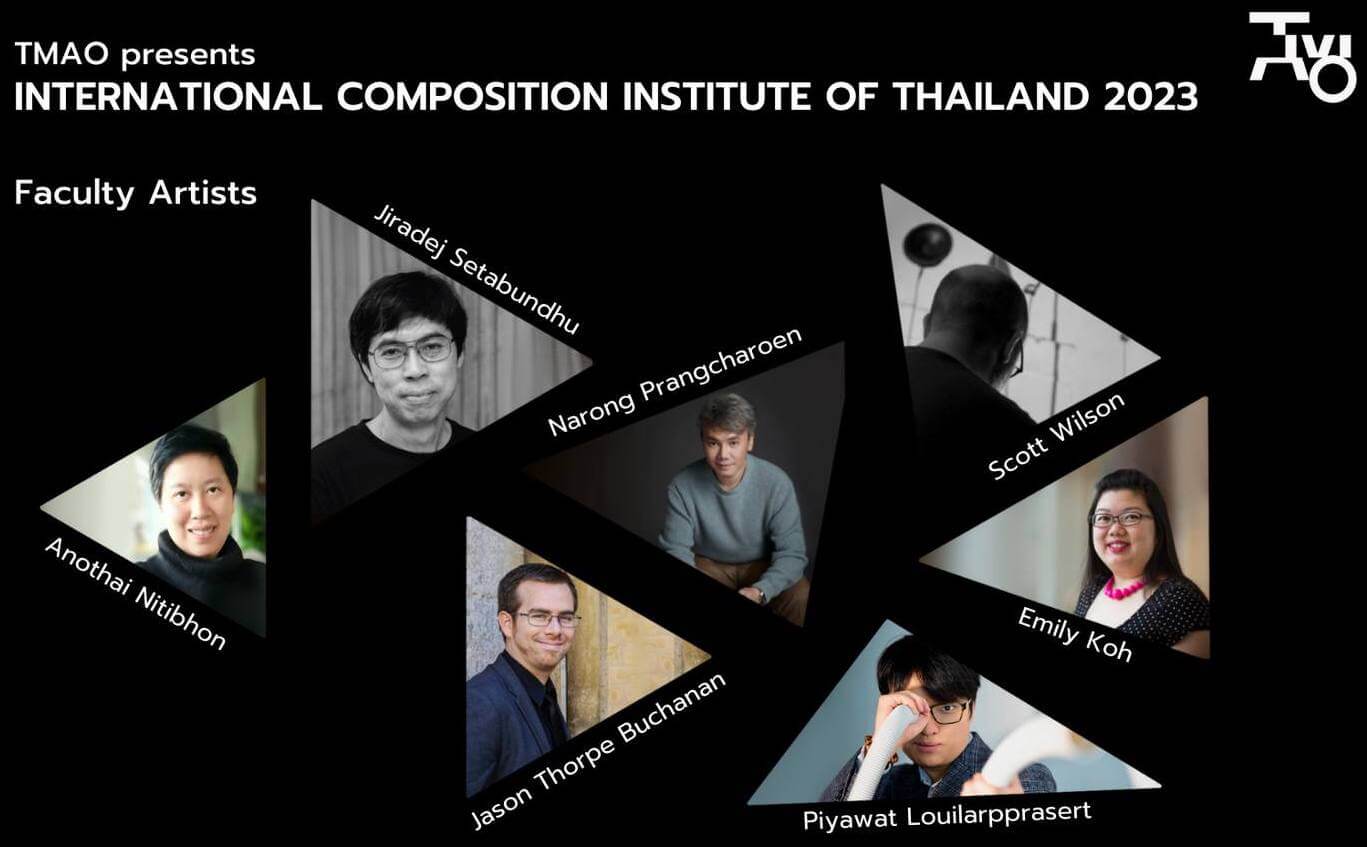 TMAO presents
INTERNATIONAL COMPOSITION INSTITUTE OF THAILAND 2023
TMAO
Faculty Artists
Jiradej Setabundhu
Narong Prangcharoen
Scott Wilson
Anothai Nitibhon
Emily Koh
Jason Thorpe Buchanan
Piyawat Louilarpprasert